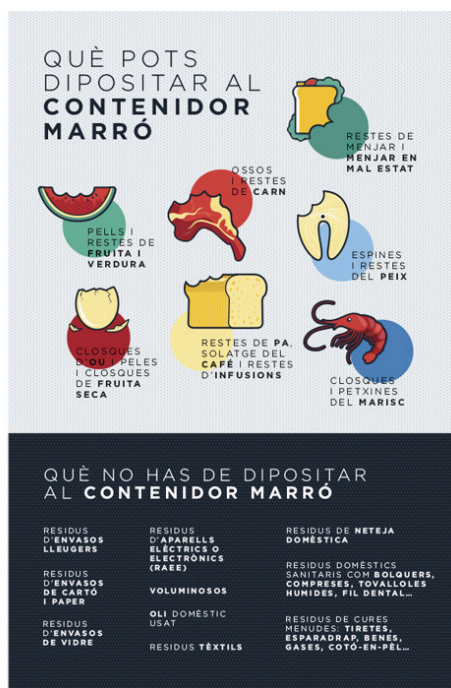 QUÈ POTS
DIPOSITAR AL
CONTENIDOR
MARRÓ
RESTES DE
MENJAR I
MENJAR EN
MAL ESTAT
OSSOS
I RESTES
DE CARN
PELLS I
RESTES DE
FRUITA I
VERDURA
ESPINES
I RESTES
DEL PEIX
CLOSQUES
D'OU I PELES
I CLOSQUES
DE FRUITA
SECA
RESTES DE PA,
SOLATGE DEL
CAFÉ I RESTES
D'INFUSIONS
CLOSQUES
I PETXINES
DEL MARISC
QUÈ NO HAS DE DIPOSITAR
AL CONTENIDOR MARRÓ
RESIDUS
D'ENVASOS
LLEUGERS
RESIDUS
D'ENVASOS
DE CARTÓ
I PAPER
RESIDUS
D'ENVASOS
DE VIDRE
RESIDUS
D'APARELLS
ELÈCTRICS O
ELECTRÒNICS
(RAEE)
VOLUMINOSOS
OLI DOMÈSTIC
USAT
RESIDUS TÈXTILS
RESIDUS DE NETEJA
DOMÈSTICA
RESIDUS DOMÈSTICS
SANITARIS COM BOLQUERS,
COMPRESES, TOVALLOLES
HUMIDES, FIL DENTAL...
RESIDUS DE CURES
MENUDES: TIRETES,
ESPARADRAP, BENES,
GASES, COTÓ-EN-PÈL...